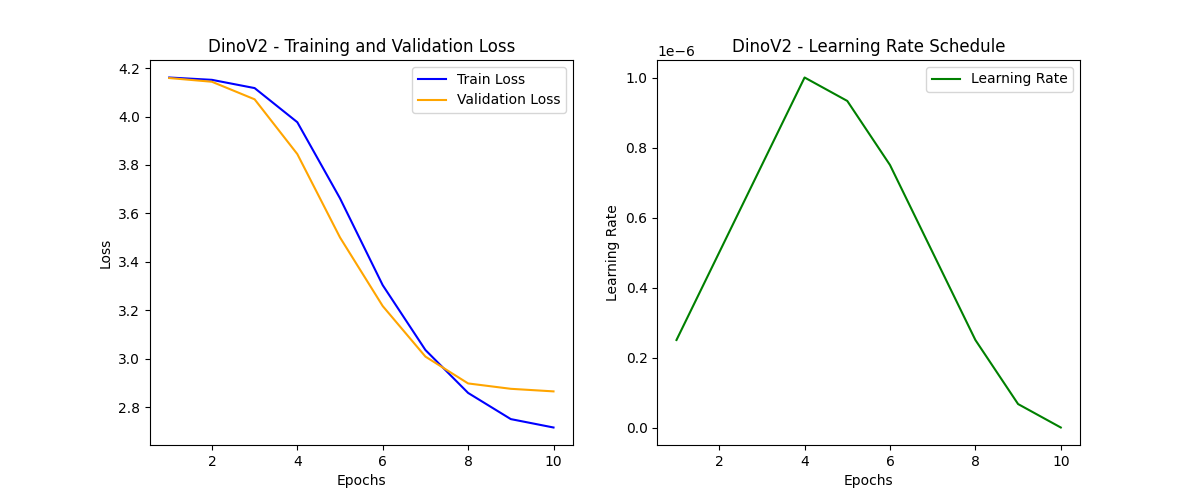 DinoV2 - Training and Validation Loss
Train Loss
Validation Loss
4.2
4.0
3.8
3.6
3.4
3.2
3.0
2.8
Loss
2 4 6 8 10
Epochs
DinoV2 - Learning Rate Schedule
1e−6
Learning Rate
1.0
0.8
0.6
0.4
0.2
0.0
Learning Rate
2 4 6 8 10
Epochs